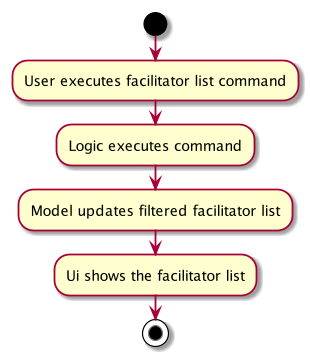 User executes facilitator list command
Logic executes command
Model updates filtered facilitator list
Ui shows the facilitator list